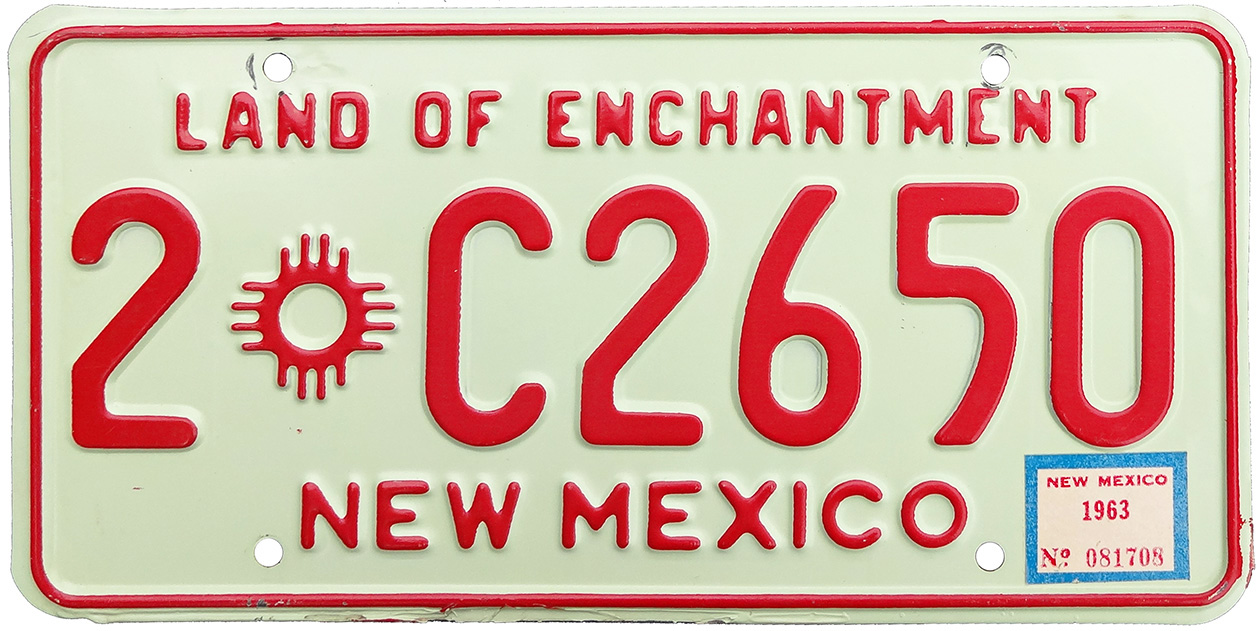 LAND OF ENCHANTMENT
2 C2650
NEW MEXICO
NEW MEXICO
1963
Nº 081708